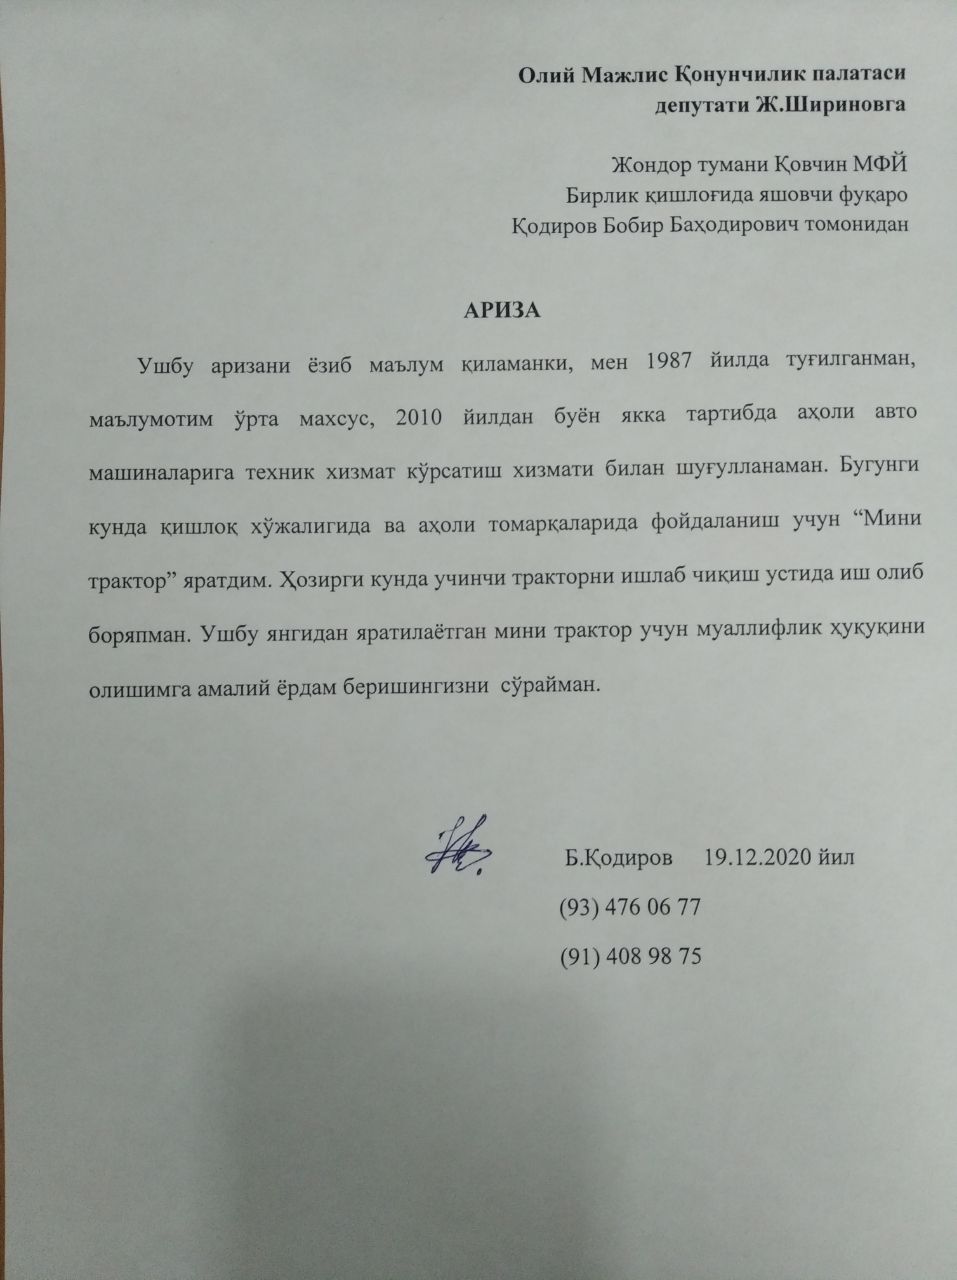 Олий Мажлис Қонунчилик палатаси
депутати Ж.Шириновга
Жондор тумани Қовчин МФЙ
Бирлик қишлоғида яшовчи фуқаро
Қодиров Бобир Баҳодирович томонидан
АРИЗА
Ушбу аризани ёзиб маълум қиламанки, мен 1987 йилда туғилганман,
маълумотим ўрта махсус, 2010 йилдан буён якка тартибда аҳоли авто
машиналарига техник хизмат кўрсатиш хизмати билан шуғулланаман. Бугунги
кунда қишлоқ хўжалигида ва аҳоли томарқаларида фойдаланиш учун “Мини
трактор” яратдим. Ҳозирги кунда учинчи тракторни ишлаб чиқиш устида иш олиб
боряпман. Ушбу янгидан яратилаётган мини трактор учун муаллифлик ҳуқуқини
олишимга амалий ёрдам беришингизни сўрайман.
Б.Қодиров 19.12.2020 йил
(93) 476 06 77
(91) 408 98 75